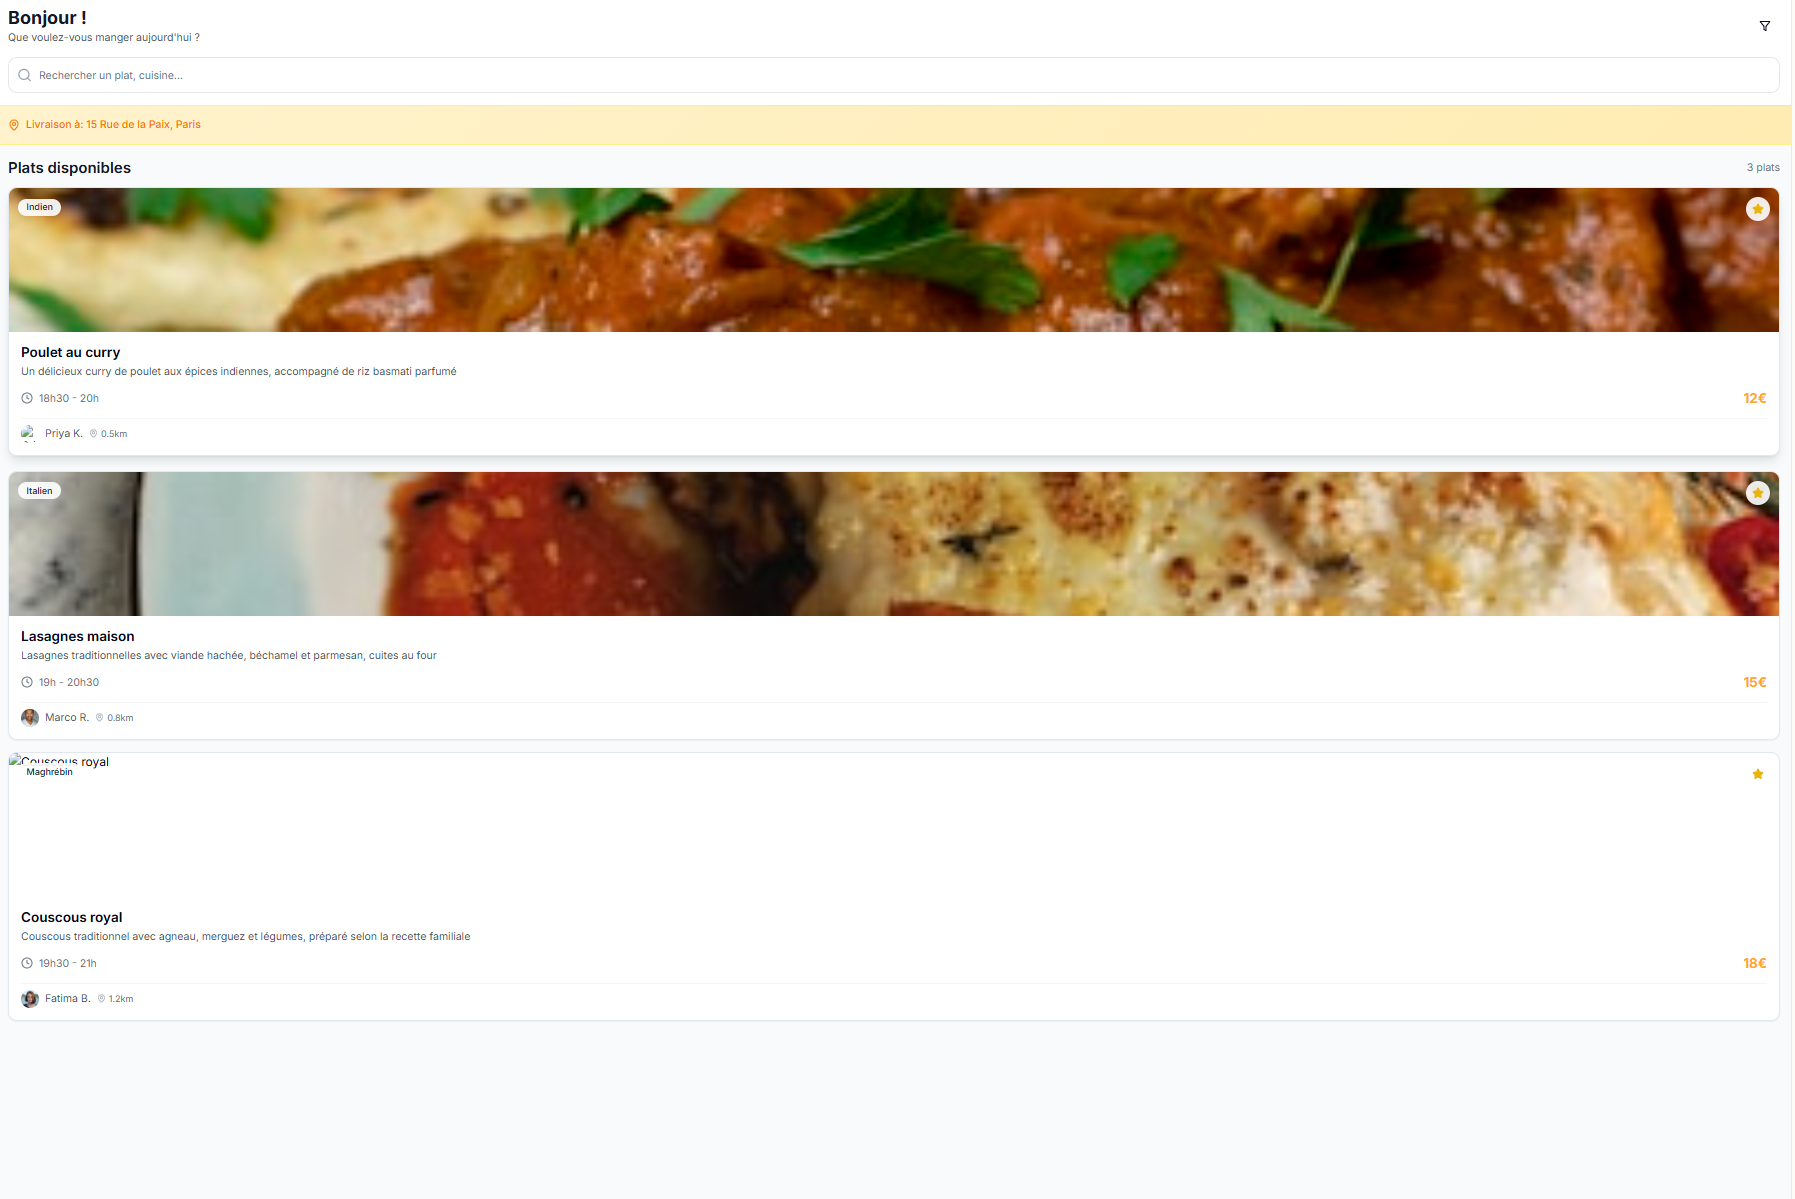 Bonjour !
Que voulez-vous manger aujourd'hui ?
Rechercher un plat, cuisine...
Livraison à: 15 Rue de la Paix, Paris
Plats disponibles
3 plats
Indien
Poulet au curry
Un délicieux curry de poulet aux épices indiennes, accompagné de riz basmati parfumé
18h30 - 20h
12€
Priya K. 0.5km
Italien
Lasagnes maison
Lasagnes traditionnelles avec viande hachée, béchamel et parmesan, cuites au four
19h - 20h30
15€
Marco R. 0.8km
Couscous royal
Maghrébin
Couscous royal
Couscous traditionnel avec agneau, merguez et légumes, préparé selon la recette familiale
19h30 - 21h
18€
Fatima B. 1.2km